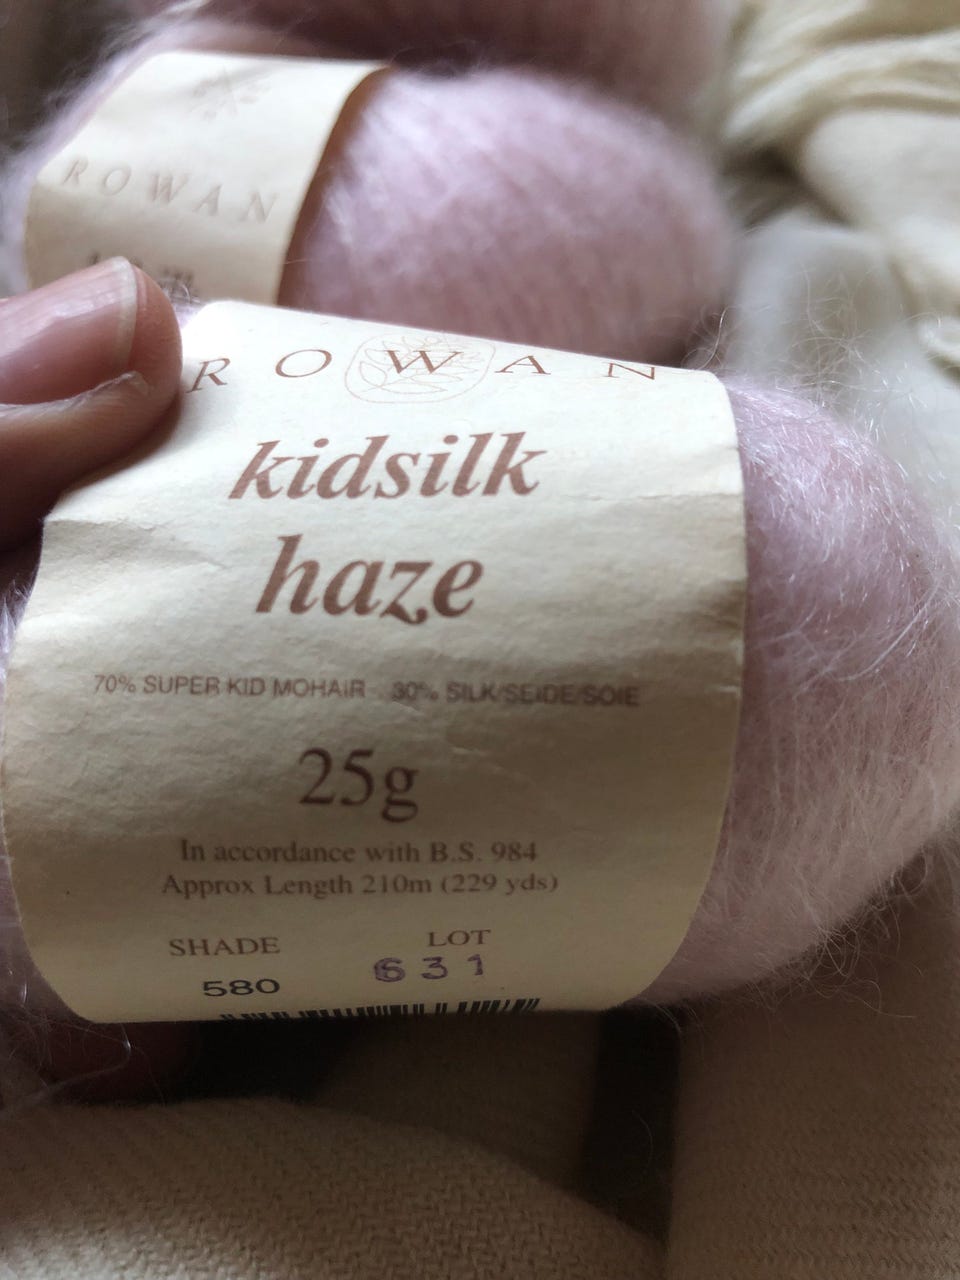 ROWAN
ROWAN
kidsilk
haze
70% SUPER KID MOHAIR 30% SILK/SEIDE/SOIE
25g
In accordance with B.S. 984
Approx Length 210m (229 yds)
SHADE LOT
580 631